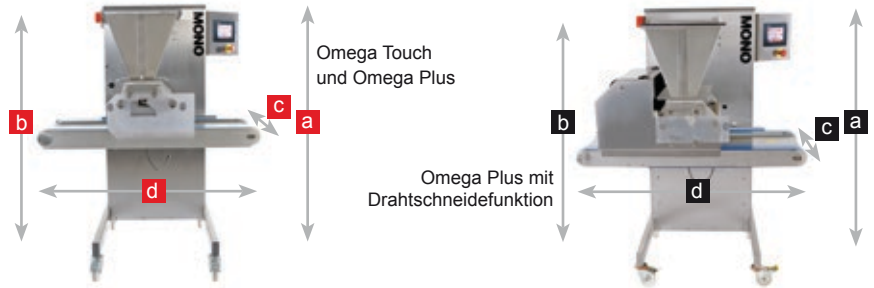 MONO
Omega Touch
und Omega Plus
b
c
a
d
MONO
b
c
a
Omega Plus mit
Drahtschneidefunktion
d